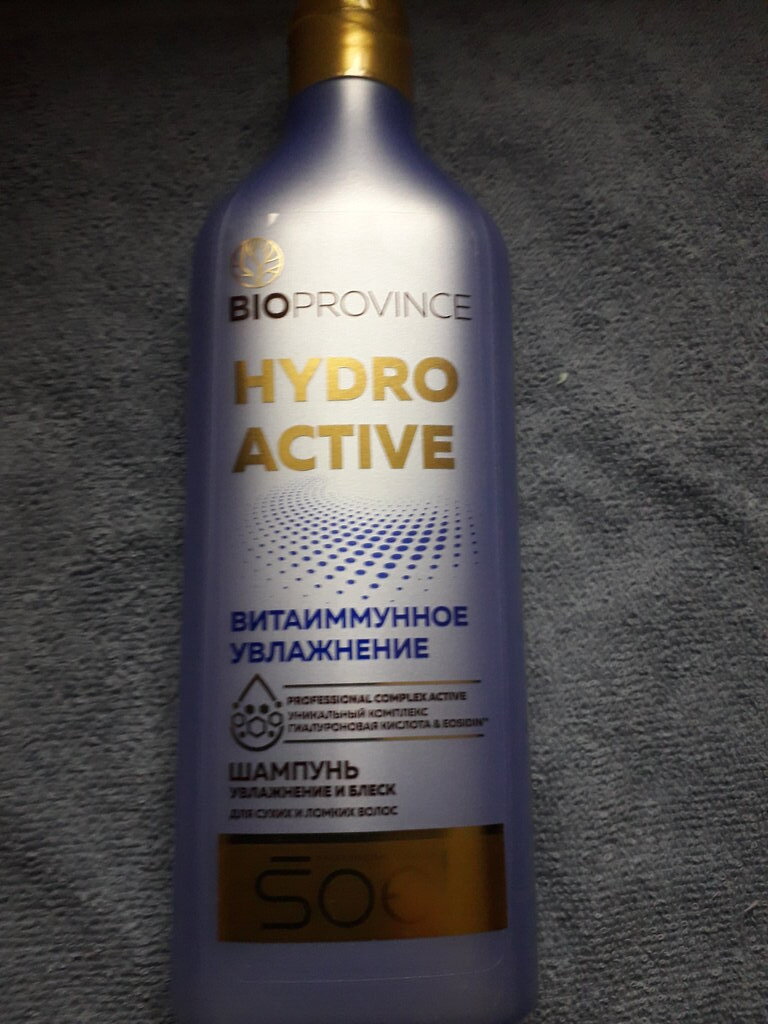 BIOPROVINCE
HYDRO
ACTIVE
ВИТАИММУННОЕ
УВЛАЖНЕНИЕ
PROFESSIONAL COMPLEX ACTIVE
УНИКАЛЬНЫЙ КОМПЛЕКС
ГИАЛУРОНОВАЯ КИСЛОТА & EOSIDIN™
ШАМПУНЬ
УВЛАЖНЕНИЕ И БЛЕСК
ДЛЯ СУХИХ И ЛОМКИХ ВОЛОС